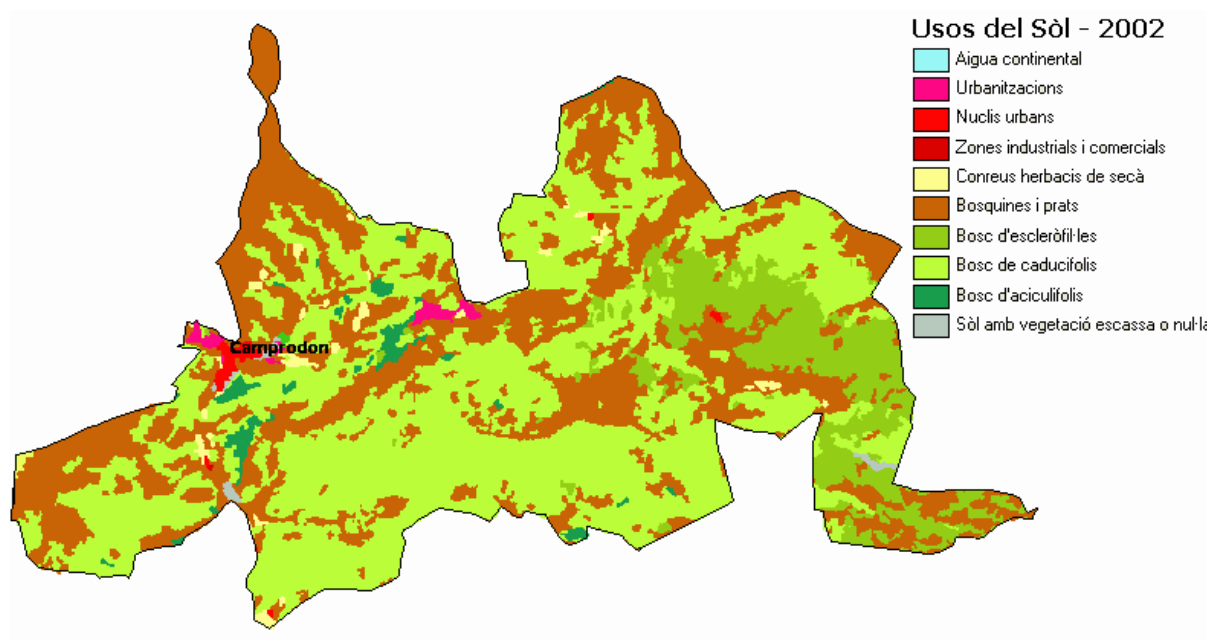 Usos del Sòl - 2002
Aigua continental
Urbanitzacions
Nuclis urbans
Zones industrials i comercials
Conreus herbacis de secà
Bosquines i prats
Bosc d'escleròfil·les
Bosc de caducifolis
Bosc d'aciculifolis
Sòl amb vegetació escassa o nul·la
Camprodon